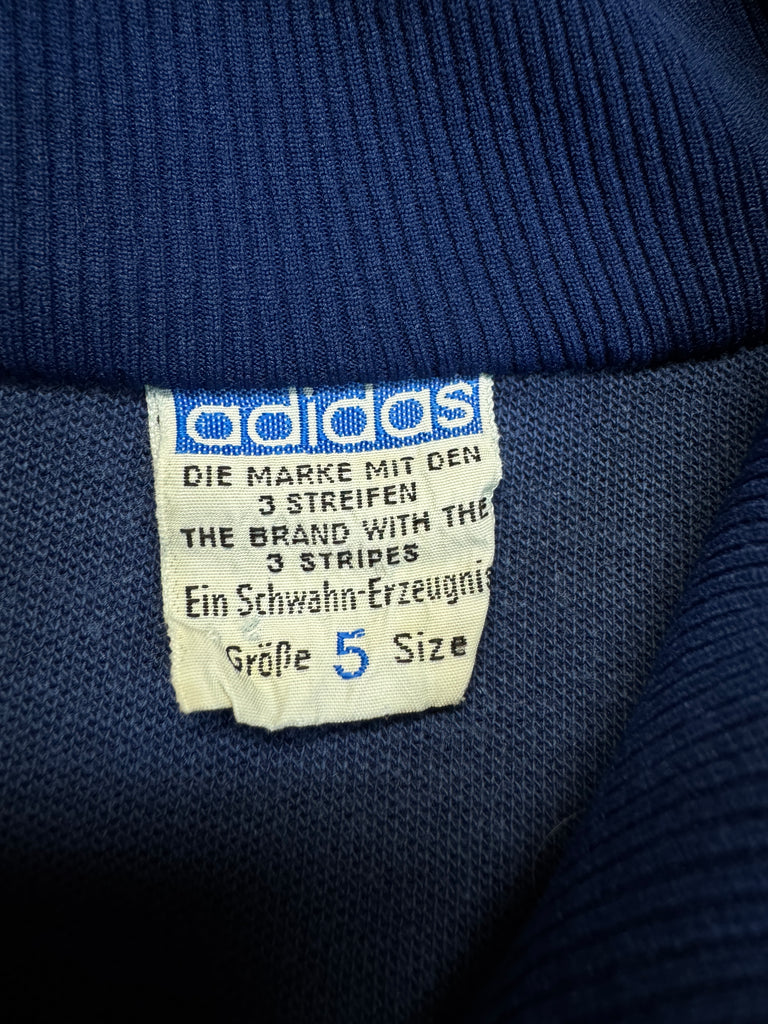 adidas
DIE MARKE MIT DEN
3 STREIFEN
THE BRAND WITH THE
3 STRIPES
Ein Schwahn-Erzeugnis
Größe 5 Size